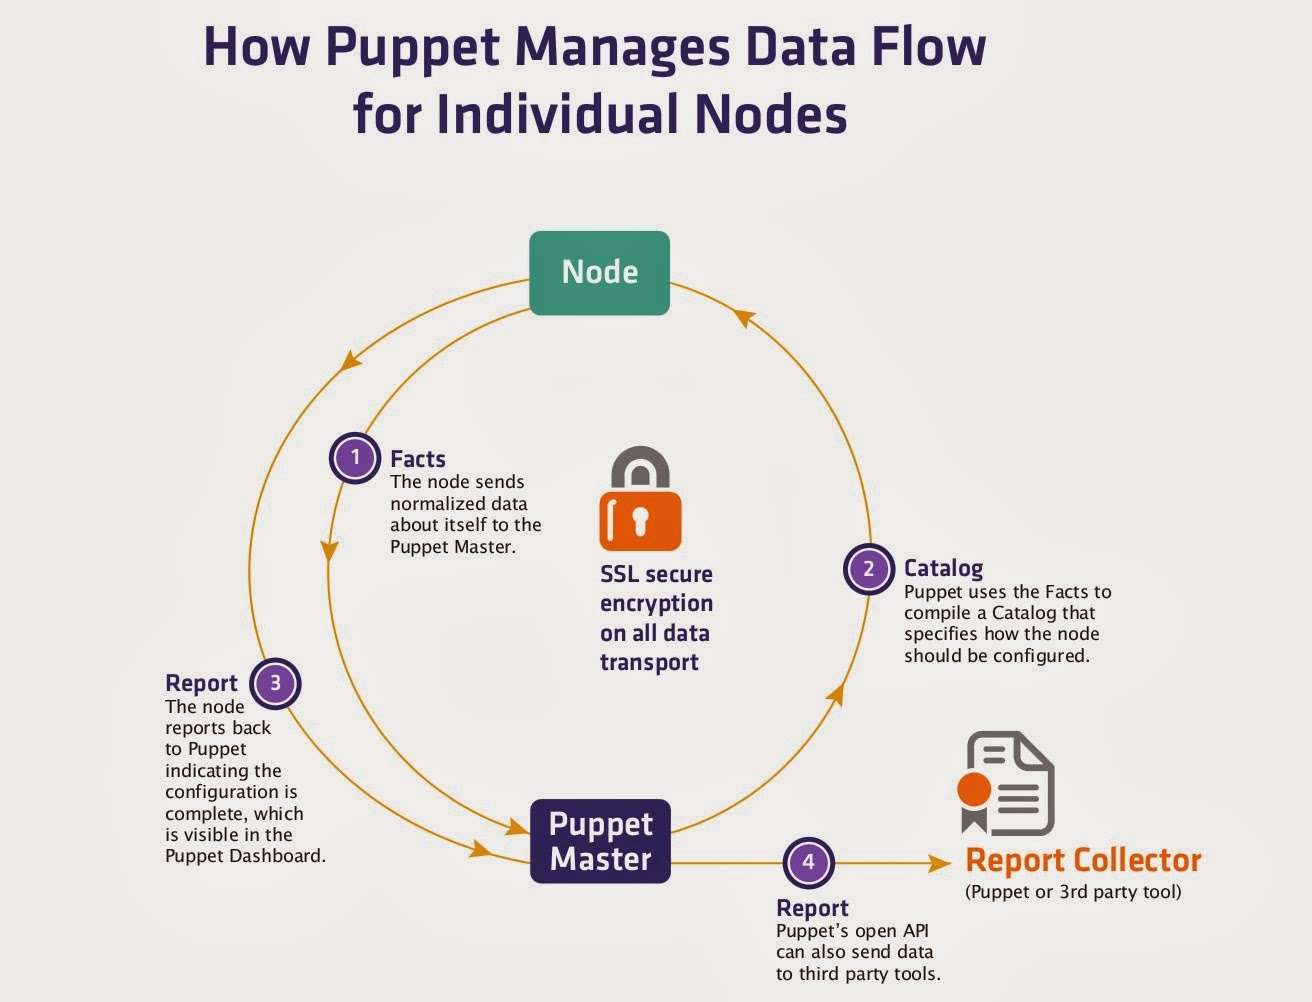 How Puppet Manages Data Flow
for Individual Nodes
Node
1
Facts
The node sends
normalized data
about itself to the
Puppet Master.
SSL secure
encryption
on all data
transport
2
Catalog
Puppet uses the Facts to
compile a Catalog that
specifies how the node
should be configured.
3
Report
The node
reports back
to Puppet
indicating the
configuration is
complete, which
is visible in the
Puppet Dashboard.
Puppet
Master
4
Report
Puppet’s open API
can also send data
to third party tools.
Report Collector
(Puppet or 3rd party tool)